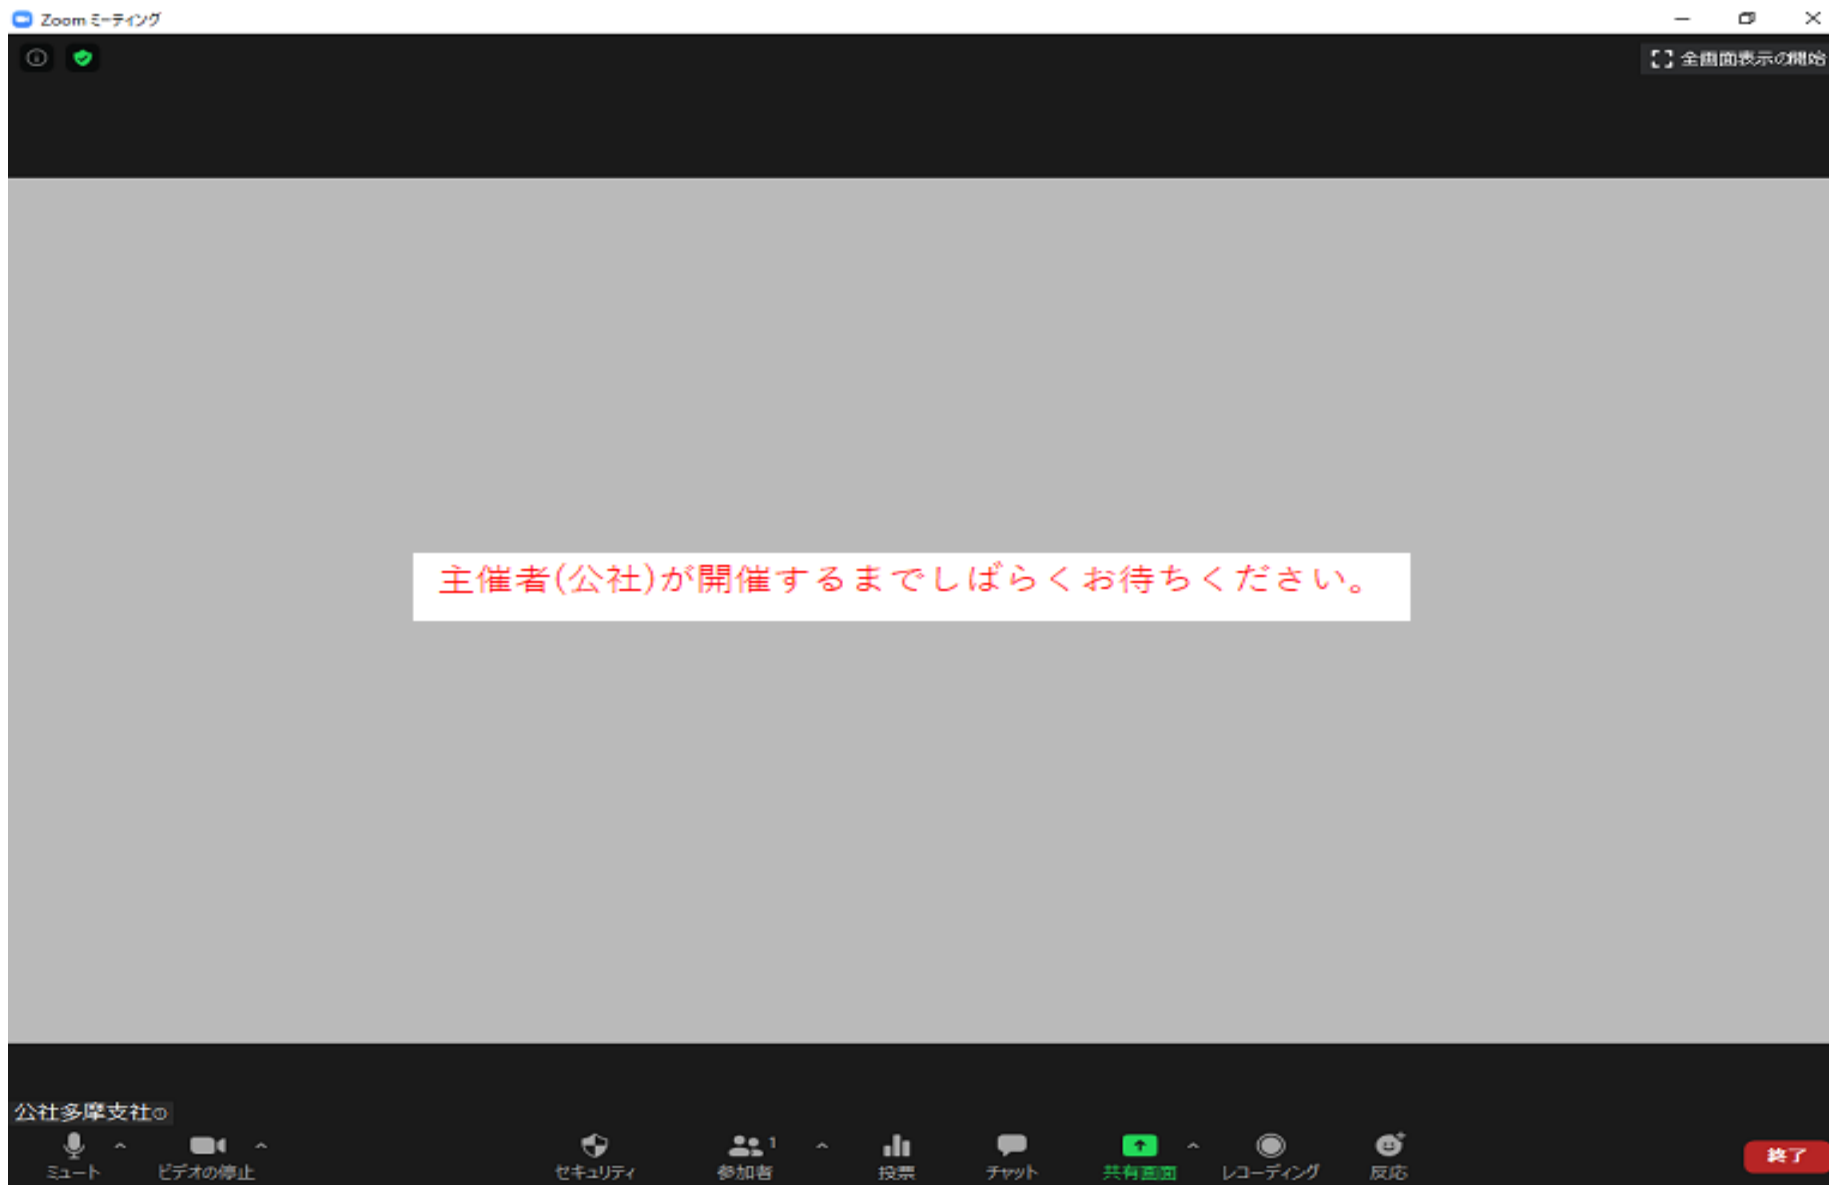 Zoom ミーティング
全画面表示の開始
主催者(公社)が開催するまでしばらくお待ちください。
公社多摩支社①
ミュート
ビデオの停止
セキュリティ
参加者
1
投票
チャット
共有画面
レコーディング
反応
終了